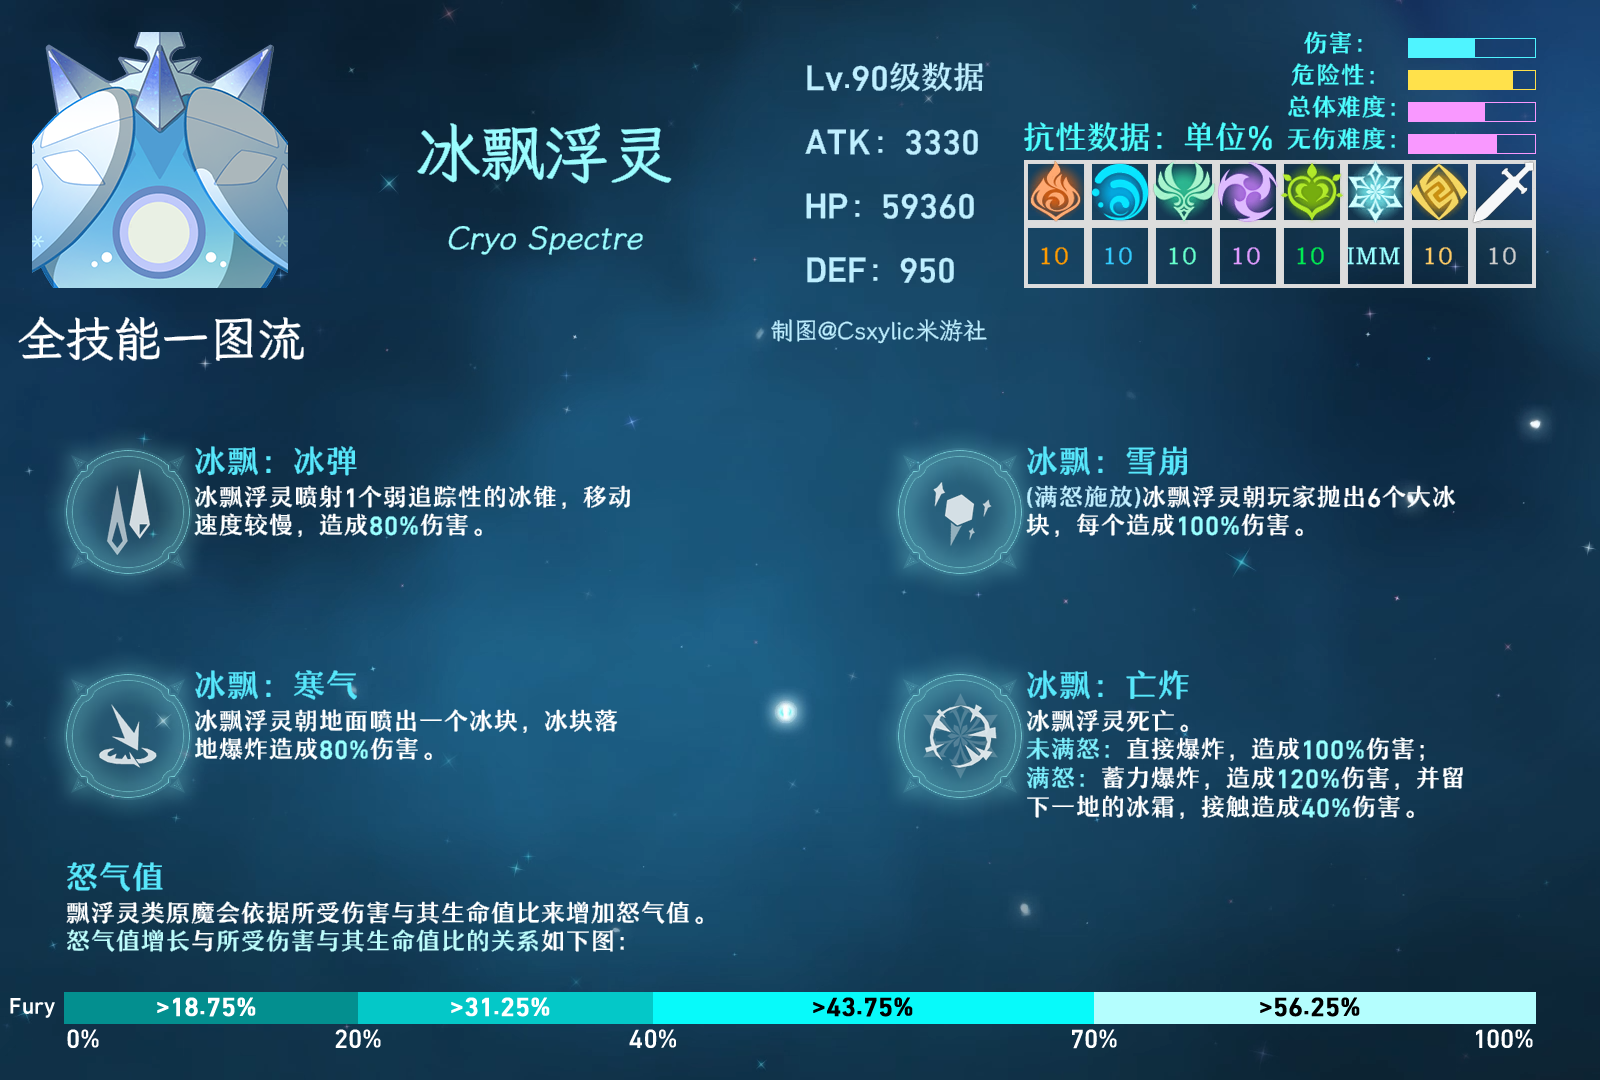 冰飘浮灵
Cryo Spectre
全技能一图流
Lv.90级数据
ATK：3330
HP：59360
DEF：950
制图@Csxylic米游社
伤害：
危险性：
总体难度：
无伤难度：
抗性数据：单位%
10 10 10 10 10 IMM 10 10
冰飘：冰弹
冰飘浮灵喷射1个弱追踪性的冰锥，移动
速度较慢，造成80%伤害。
冰飘：雪崩
(满怒施放)冰飘浮灵朝玩家抛出6个大冰
块，每个造成100%伤害。
冰飘：寒气
冰飘浮灵朝地面喷出一个冰块，冰块落
地爆炸造成80%伤害。
冰飘：亡炸
冰飘浮灵死亡。
未满怒：直接爆炸，造成100%伤害；
满怒：蓄力爆炸，造成120%伤害，并留
下一地的冰霜，接触造成40%伤害。
怒气值
飘浮灵类原魔会依据所受伤害与其生命值比来增加怒气值。
怒气值增长与所受伤害与其生命值比的关系如下图：
Fury >18.75% >31.25% >43.75% >56.25%
0% 20% 40% 70% 100%